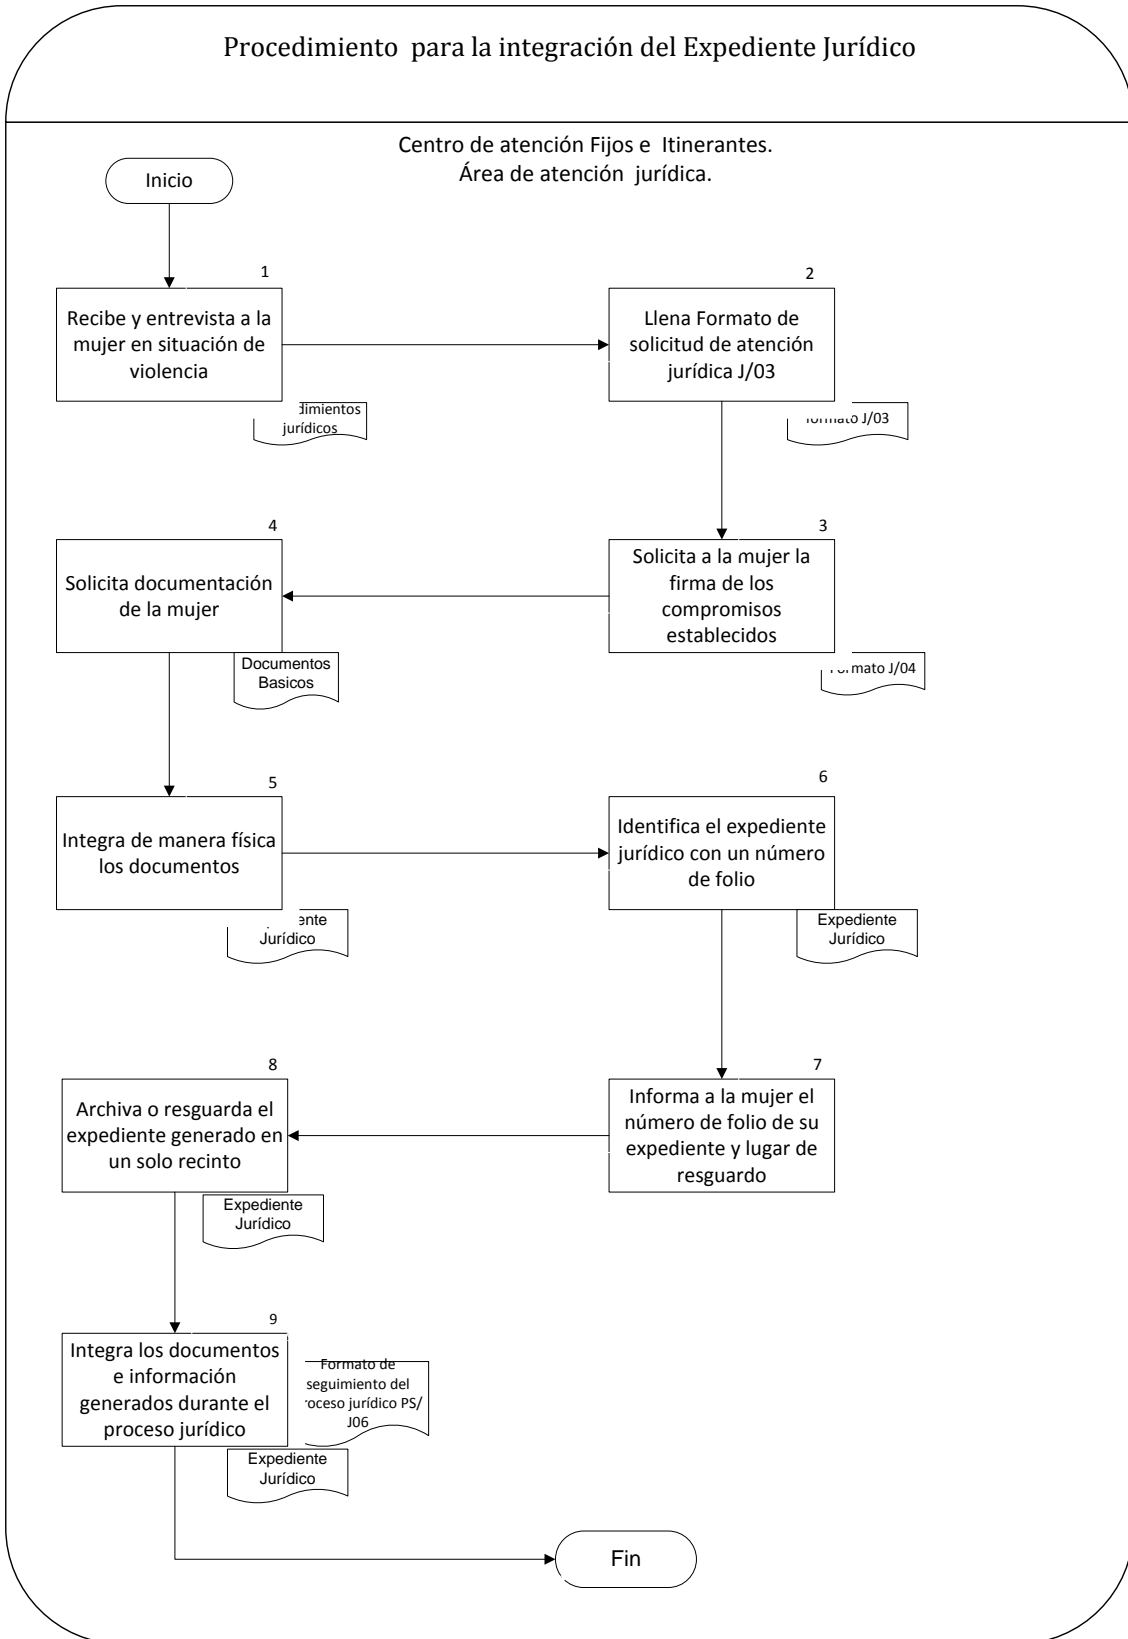 Procedimiento para la integración del Expediente Jurídico
Centro de atención Fijos e Itinerantes.
Área de atención jurídica.
Inicio
1
Recibe y entrevista a la
mujer en situación de
violencia
jurídicos
2
Llena Formato de
solicitud de atención
jurídica J/03
J/03
3
Solicita a la mujer la
firma de los
compromisos
establecidos
J/04
4
Solicita documentación
de la mujer
Documentos
Basicos
5
Integra de manera física
los documentos
Jurídico
6
Identifica el expediente
jurídico con un número
de folio
Expediente
Jurídico
7
Informa a la mujer el
número de folio de su
expediente y lugar de
resguardo
8
Archiva o resguarda el
expediente generado en
un solo recinto
Expediente
Jurídico
9
Integra los documentos
e información
generados durante el
proceso jurídico
Formato de
seguimiento del
jurídico PS/
J06
Expediente
Jurídico
Fin